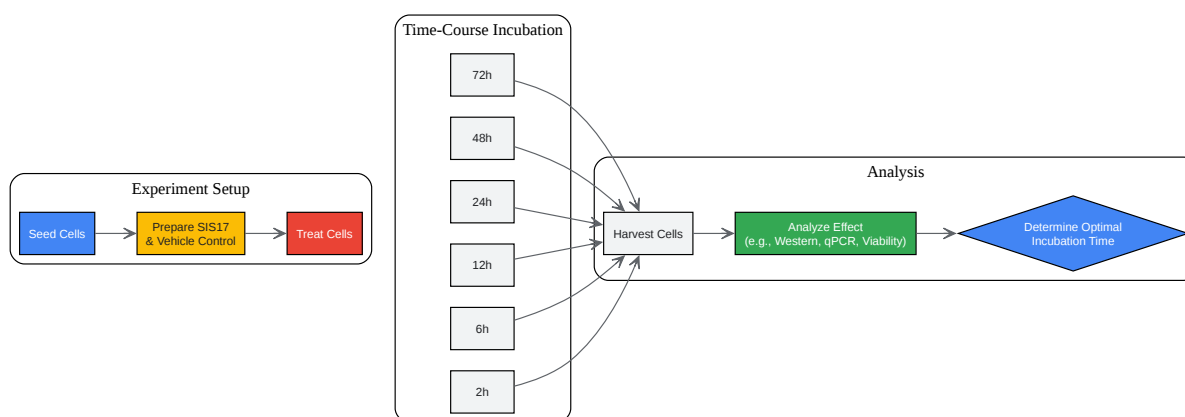 Experiment Setup
Seed Cells
Prepare SIS17
& Vehicle Control
Treat Cells
Time-Course Incubation
72h
48h
24h
12h
6h
2h
Analysis
Harvest Cells
Analyze Effect
(e.g., Western, qPCR, Viability)
Determine Optimal
Incubation Time